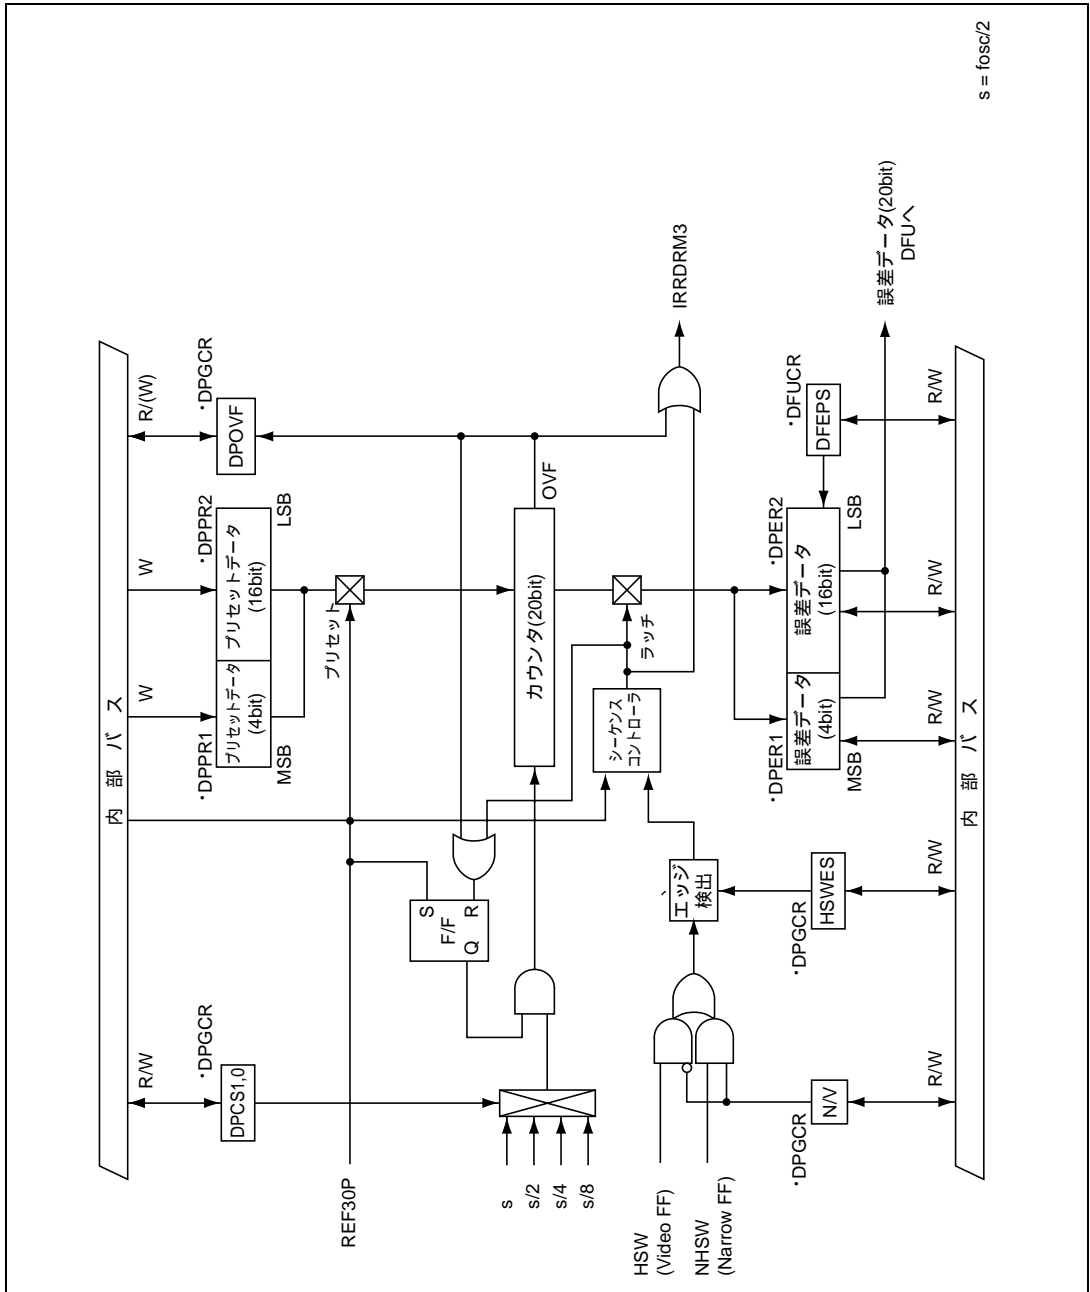 内 部 バ ス
R/W
・DPGCR
DPCS1,0
W
W
・DPPR1
・DPPR2
プリセットデータ
(4bit)
プリセットデータ
(16bit)
MSB
LSB
R/(W)
・DPGCR
DPOVF
REF30P
プリセット
S
F/F
Q
R
s
s/2
s/4
s/8
カウンタ(20bit)
OVF
ラッチ
シーケンス
コントローラ
IRRDRM3
HSW
(Video FF)
NHSW
(Narrow FF)
エッジ
検出
・DPGCR
N/V
R/W
・DPGCR
HSWES
R/W
・DPER1
・DPER2
誤差データ
(4bit)
誤差データ
(16bit)
MSB
LSB
R/W
R/W
・DFUCR
DFEPS
R/W
誤差データ(20bit)
DFUへ
内 部 バ ス
s = fosc/2